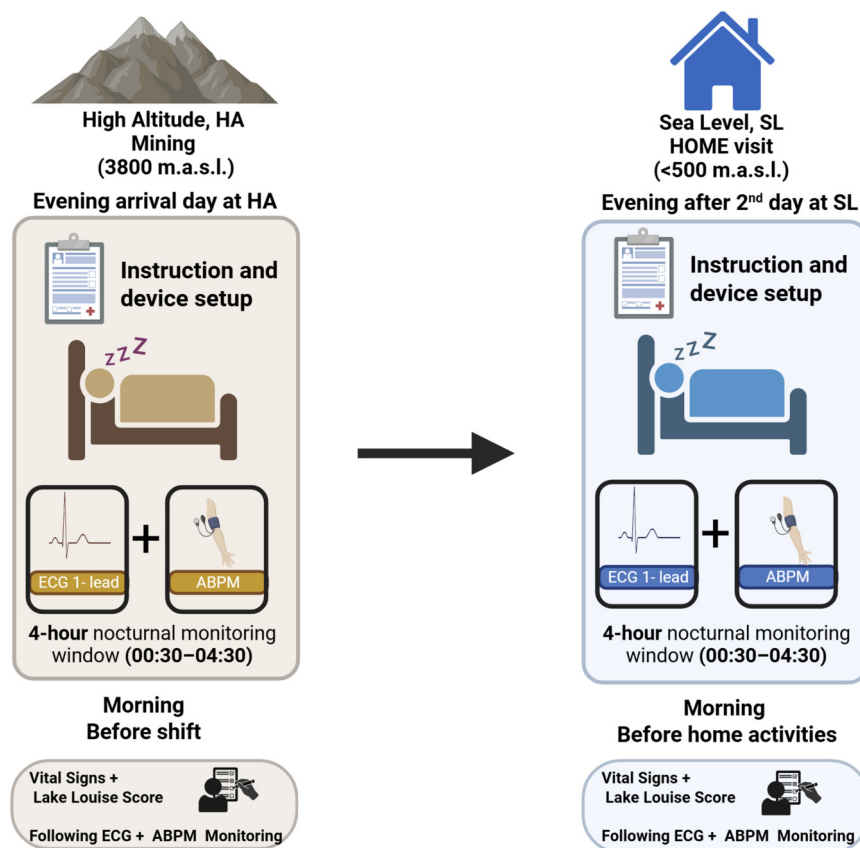 High Altitude, HA
Mining
(3800 m.a.s.l.)
Evening arrival day at HA
Instruction and
device setup
zzZ
ECG 1- lead
+
ABPM
4-hour nocturnal monitoring
window (00:30–04:30)
Morning
Before shift
Vital Signs +
Lake Louise Score
Following ECG + ABPM Monitoring
Sea Level, SL
HOME visit
(<500 m.a.s.l.)
Evening after 2nd day at SL
Instruction and
device setup
zzZ
ECG 1- lead
+
ABPM
4-hour nocturnal monitoring
window (00:30–04:30)
Morning
Before home activities
Vital Signs +
Lake Louise Score
Following ECG + ABPM Monitoring